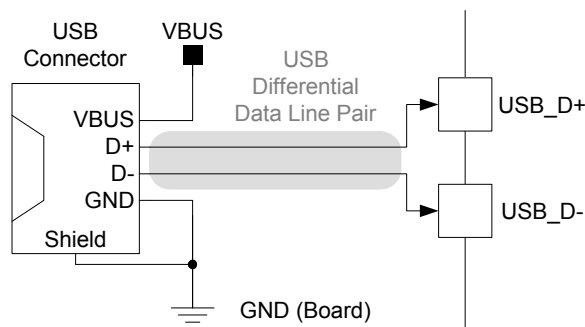 USB
Connector
VBUS
USB
Differential
Data Line Pair
VBUS
D+
D-
GND
Shield
USB_D+
USB_D-
GND (Board)